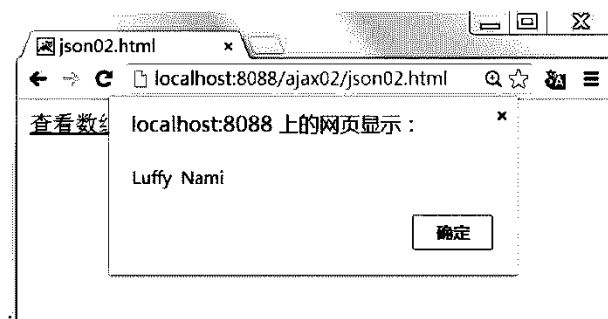 json02.html
localhost:8088/ajax02/json02.html
查看数
localhost:8088 上的网页显示：
Luffy Nami
确定